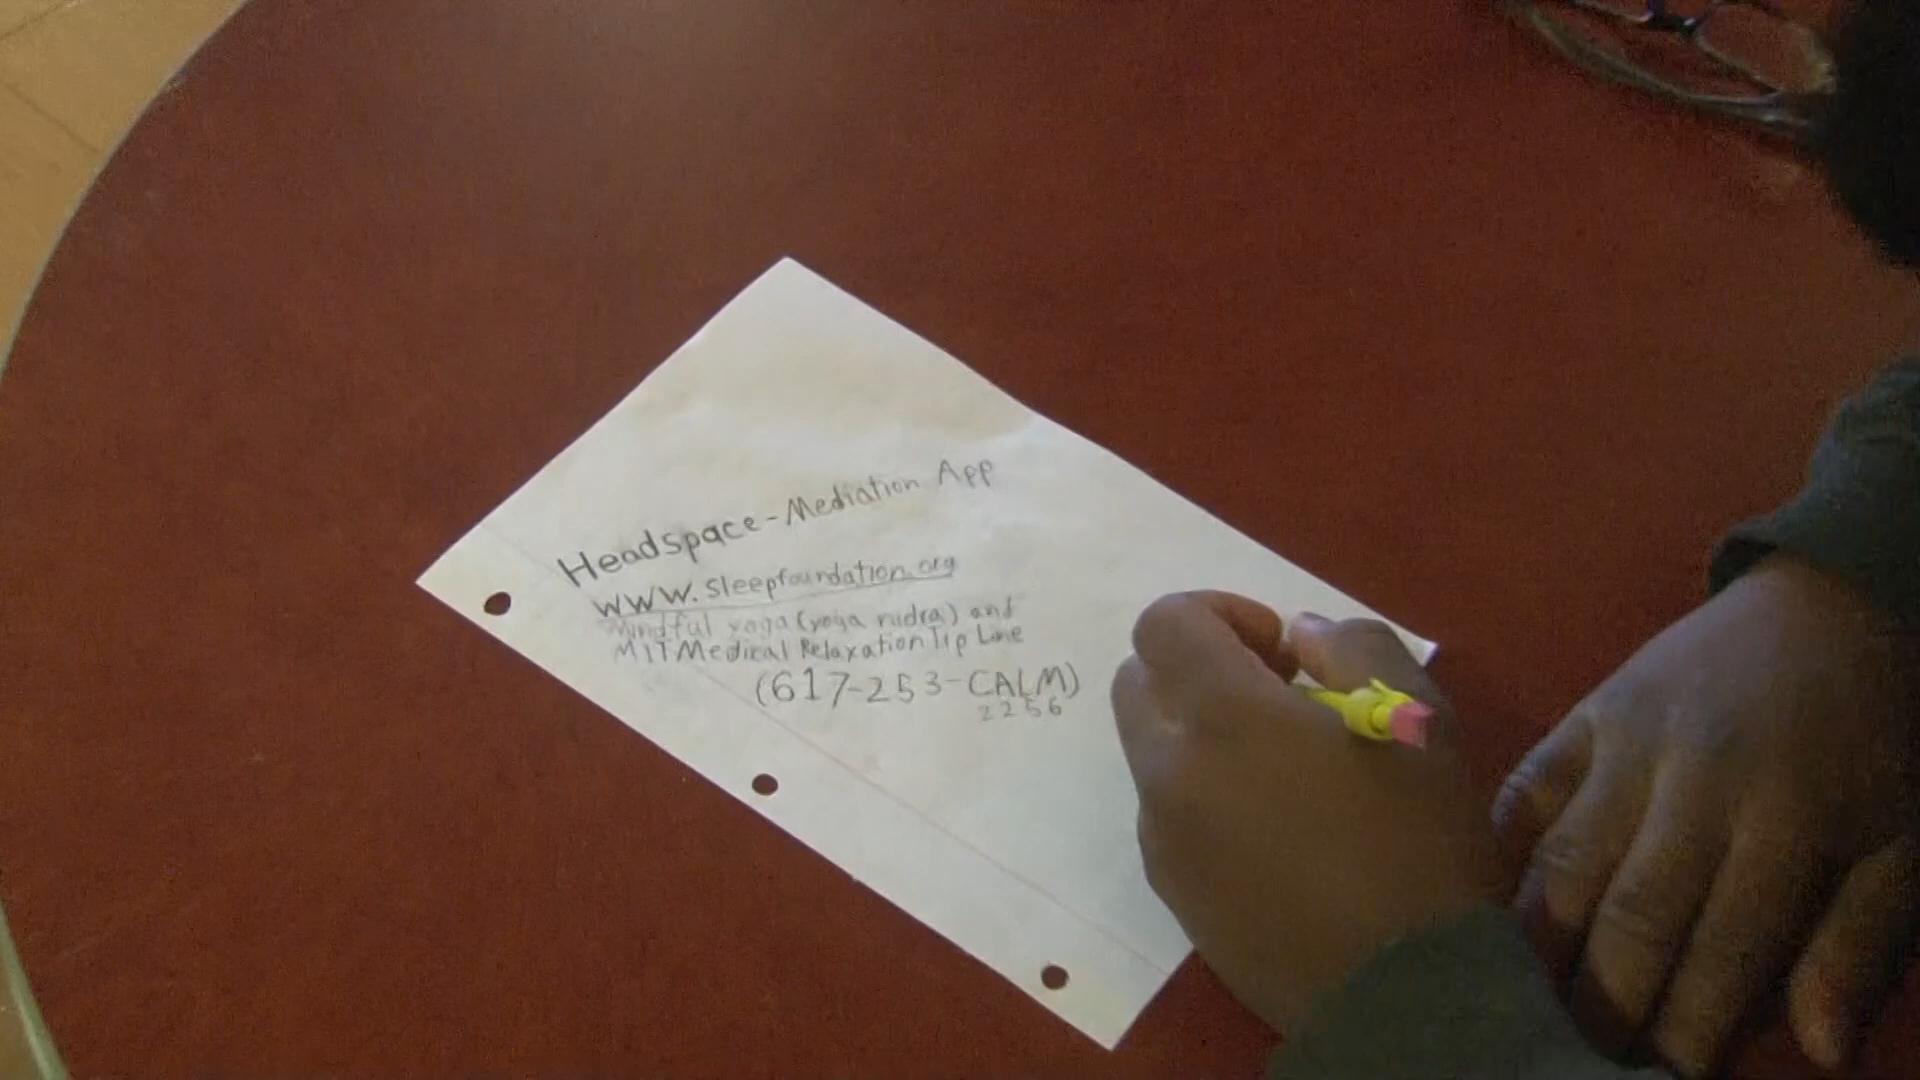 Headspace-Mediation App
www.sleepfoundation.org
Mindful yoga (yoga nidra) and
MIT Medical Relaxation Tip Line
(617-253-CALM)
2256